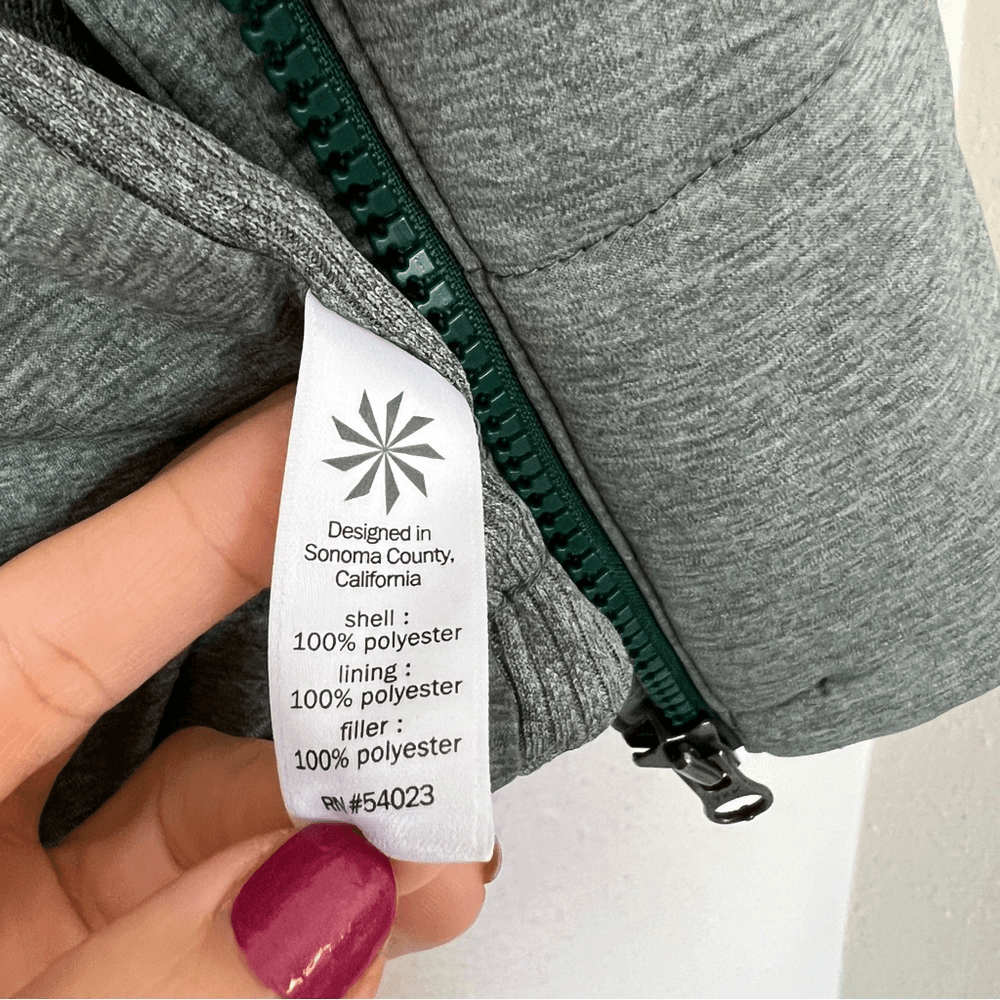 Designed in
Sonoma County,
California
shell :
100% polyester
lining :
100% polyester
filler :
100% polyester
RN #54023